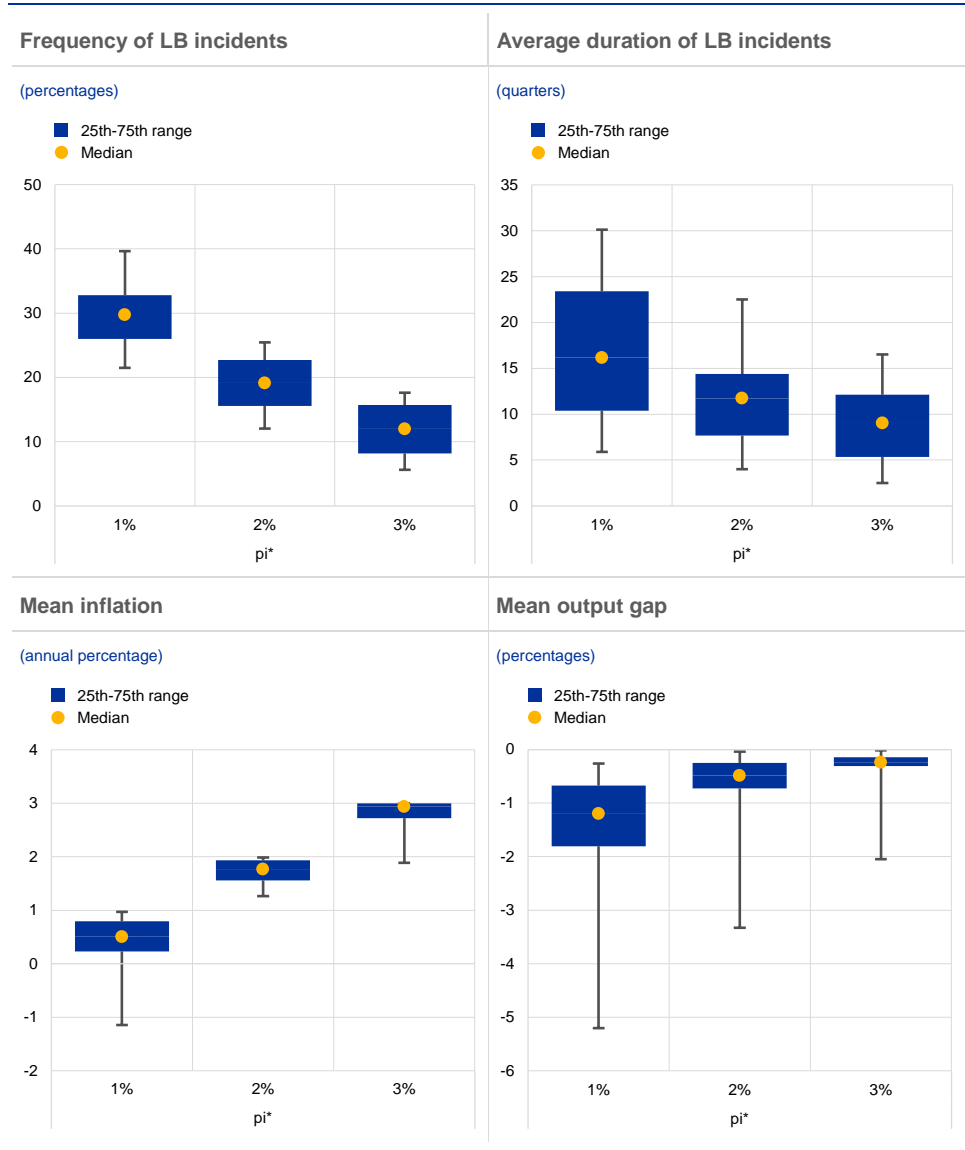 Frequency of LB incidents
(percentages)
25th-75th range
Median
50
40
30
20
10
0
1% 2% 3%
pi*
Average duration of LB incidents
(quarters)
25th-75th range
Median
35
30
25
20
15
10
5
0
1% 2% 3%
pi*
Mean inflation
(annual percentage)
25th-75th range
Median
4
3
2
1
0
-1
-2
1% 2% 3%
pi*
Mean output gap
(percentages)
25th-75th range
Median
0
-1
-2
-3
-4
-5
-6
1% 2% 3%
pi*